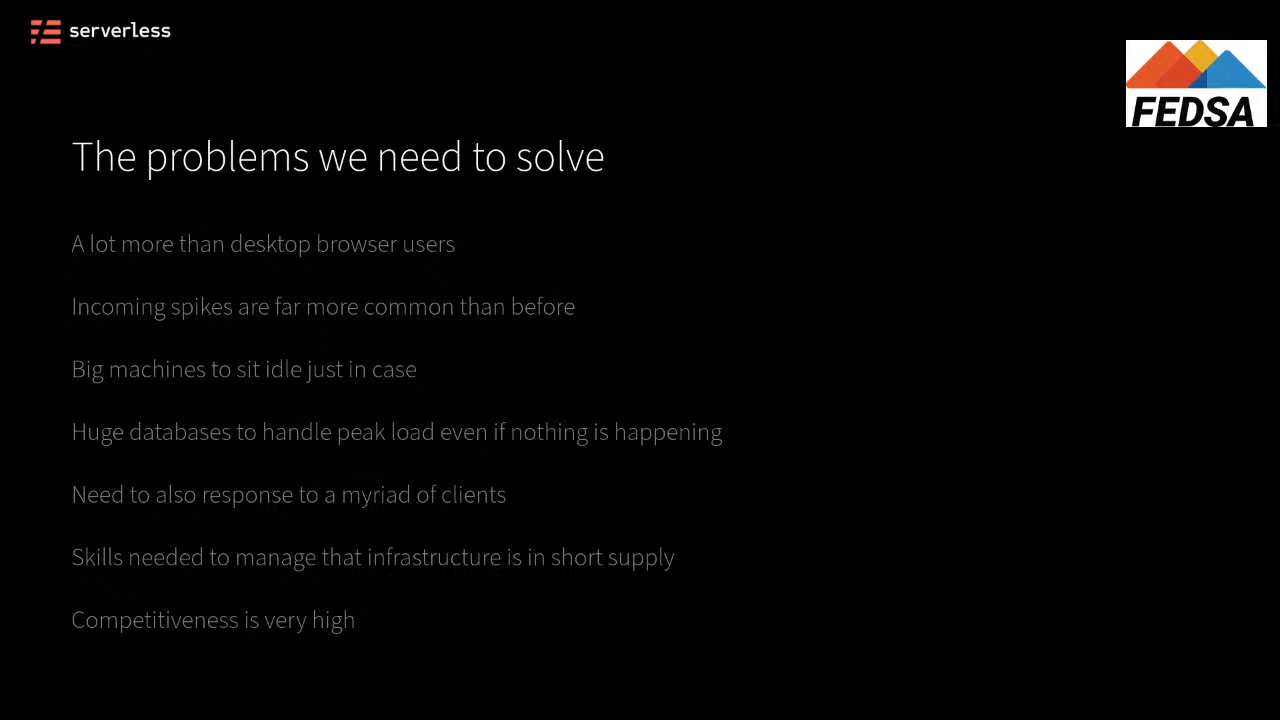 serverless
FEDSA
The problems we need to solve
A lot more than desktop browser users
Incoming spikes are far more common than before
Big machines to sit idle just in case
Huge databases to handle peak load even if nothing is happening
Need to also response to a myriad of clients
Skills needed to manage that infrastructure is in short supply
Competitiveness is very high